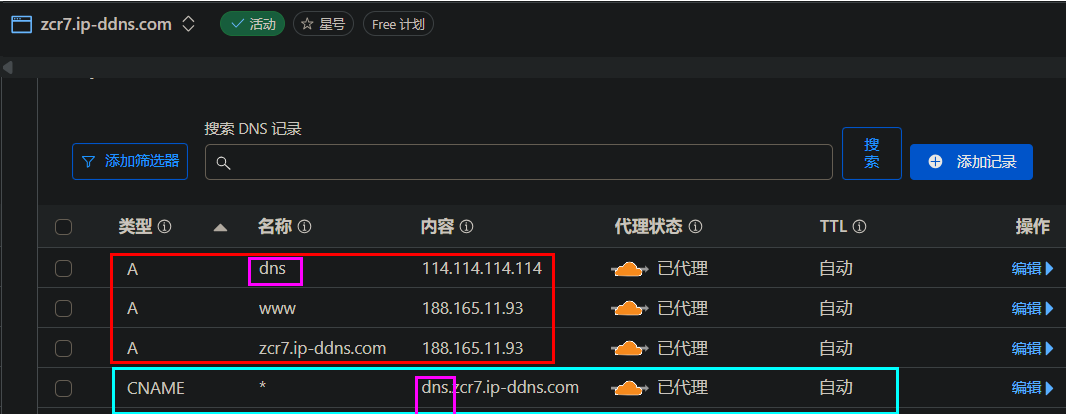 zcr7.ip-ddns.com 活动 星号 Free 计划
搜索 DNS 记录
添加筛选器 搜索 添加记录
类型 名称 内容 代理状态 TTL 操作
A dns 114.114.114.114 已代理 自动 编辑
A www 188.165.11.93 已代理 自动 编辑
A zcr7.ip-ddns.com 188.165.11.93 已代理 自动 编辑
CNAME * dns.zcr7.ip-ddns.com 已代理 自动 编辑